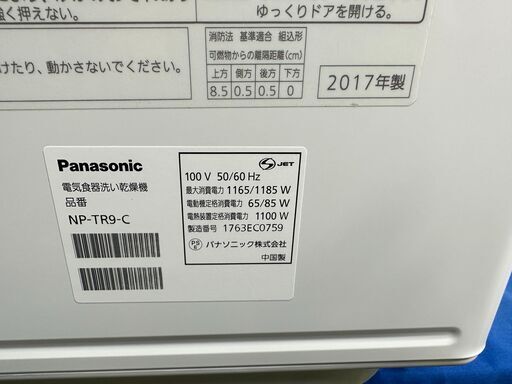 強く押えない。
ゆっくりドアを開ける。
けたり、動かさないでください。
消防法 基準適合 組込形
可燃物からの離隔距離(cm)
上方 側方 後方 下方
8.5 0.5 0.5 0
2017年製
Panasonic
電気食器洗い乾燥機
品番
NP-TR9-C
S JET
100 V 50/60 Hz
最大消費電力 1165/1185 W
電動機定格消費電力 65/85 W
電熱装置定格消費電力 1100 W
製造番号 1763EC0759
PS E パナソニック株式会社
中国製